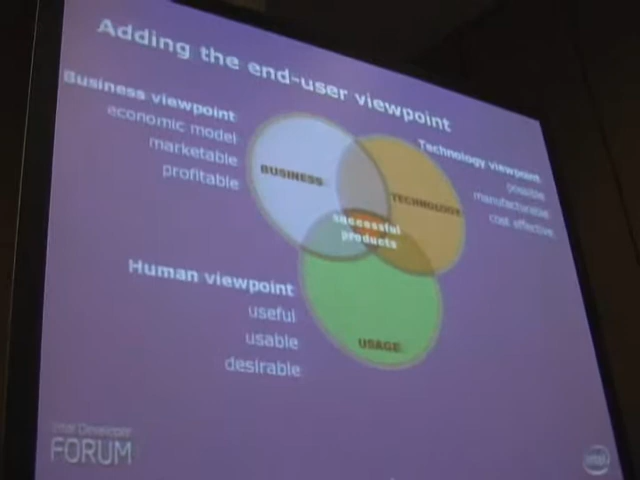 Adding the end-user viewpoint
Business viewpoint
economic model
marketable
profitable
Technology viewpoint
possible
manufacturable
cost effective
BUSINESS
TECHNOLOGY
successful
products
Human viewpoint
useful
usable
desirable
USAGE
Intel Developer
FORUM
intel